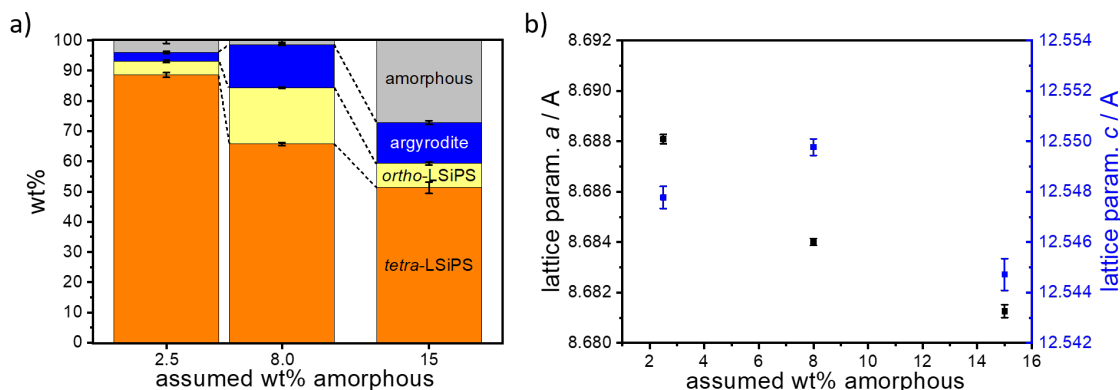 a)
100
90
80
70
60
50
40
30
20
10
0
wt%
amorphous
argyrodite
ortho-LSiPS
tetra-LSiPS
2.5 8.0 15
assumed wt% amorphous
b)
8.692
8.690
8.688
8.686
8.684
8.682
8.680
lattice param. a / A
12.554
12.552
12.550
12.548
12.546
12.544
12.542
lattice param. c / A
2 4 6 8 10 12 14 16
assumed wt% amorphous